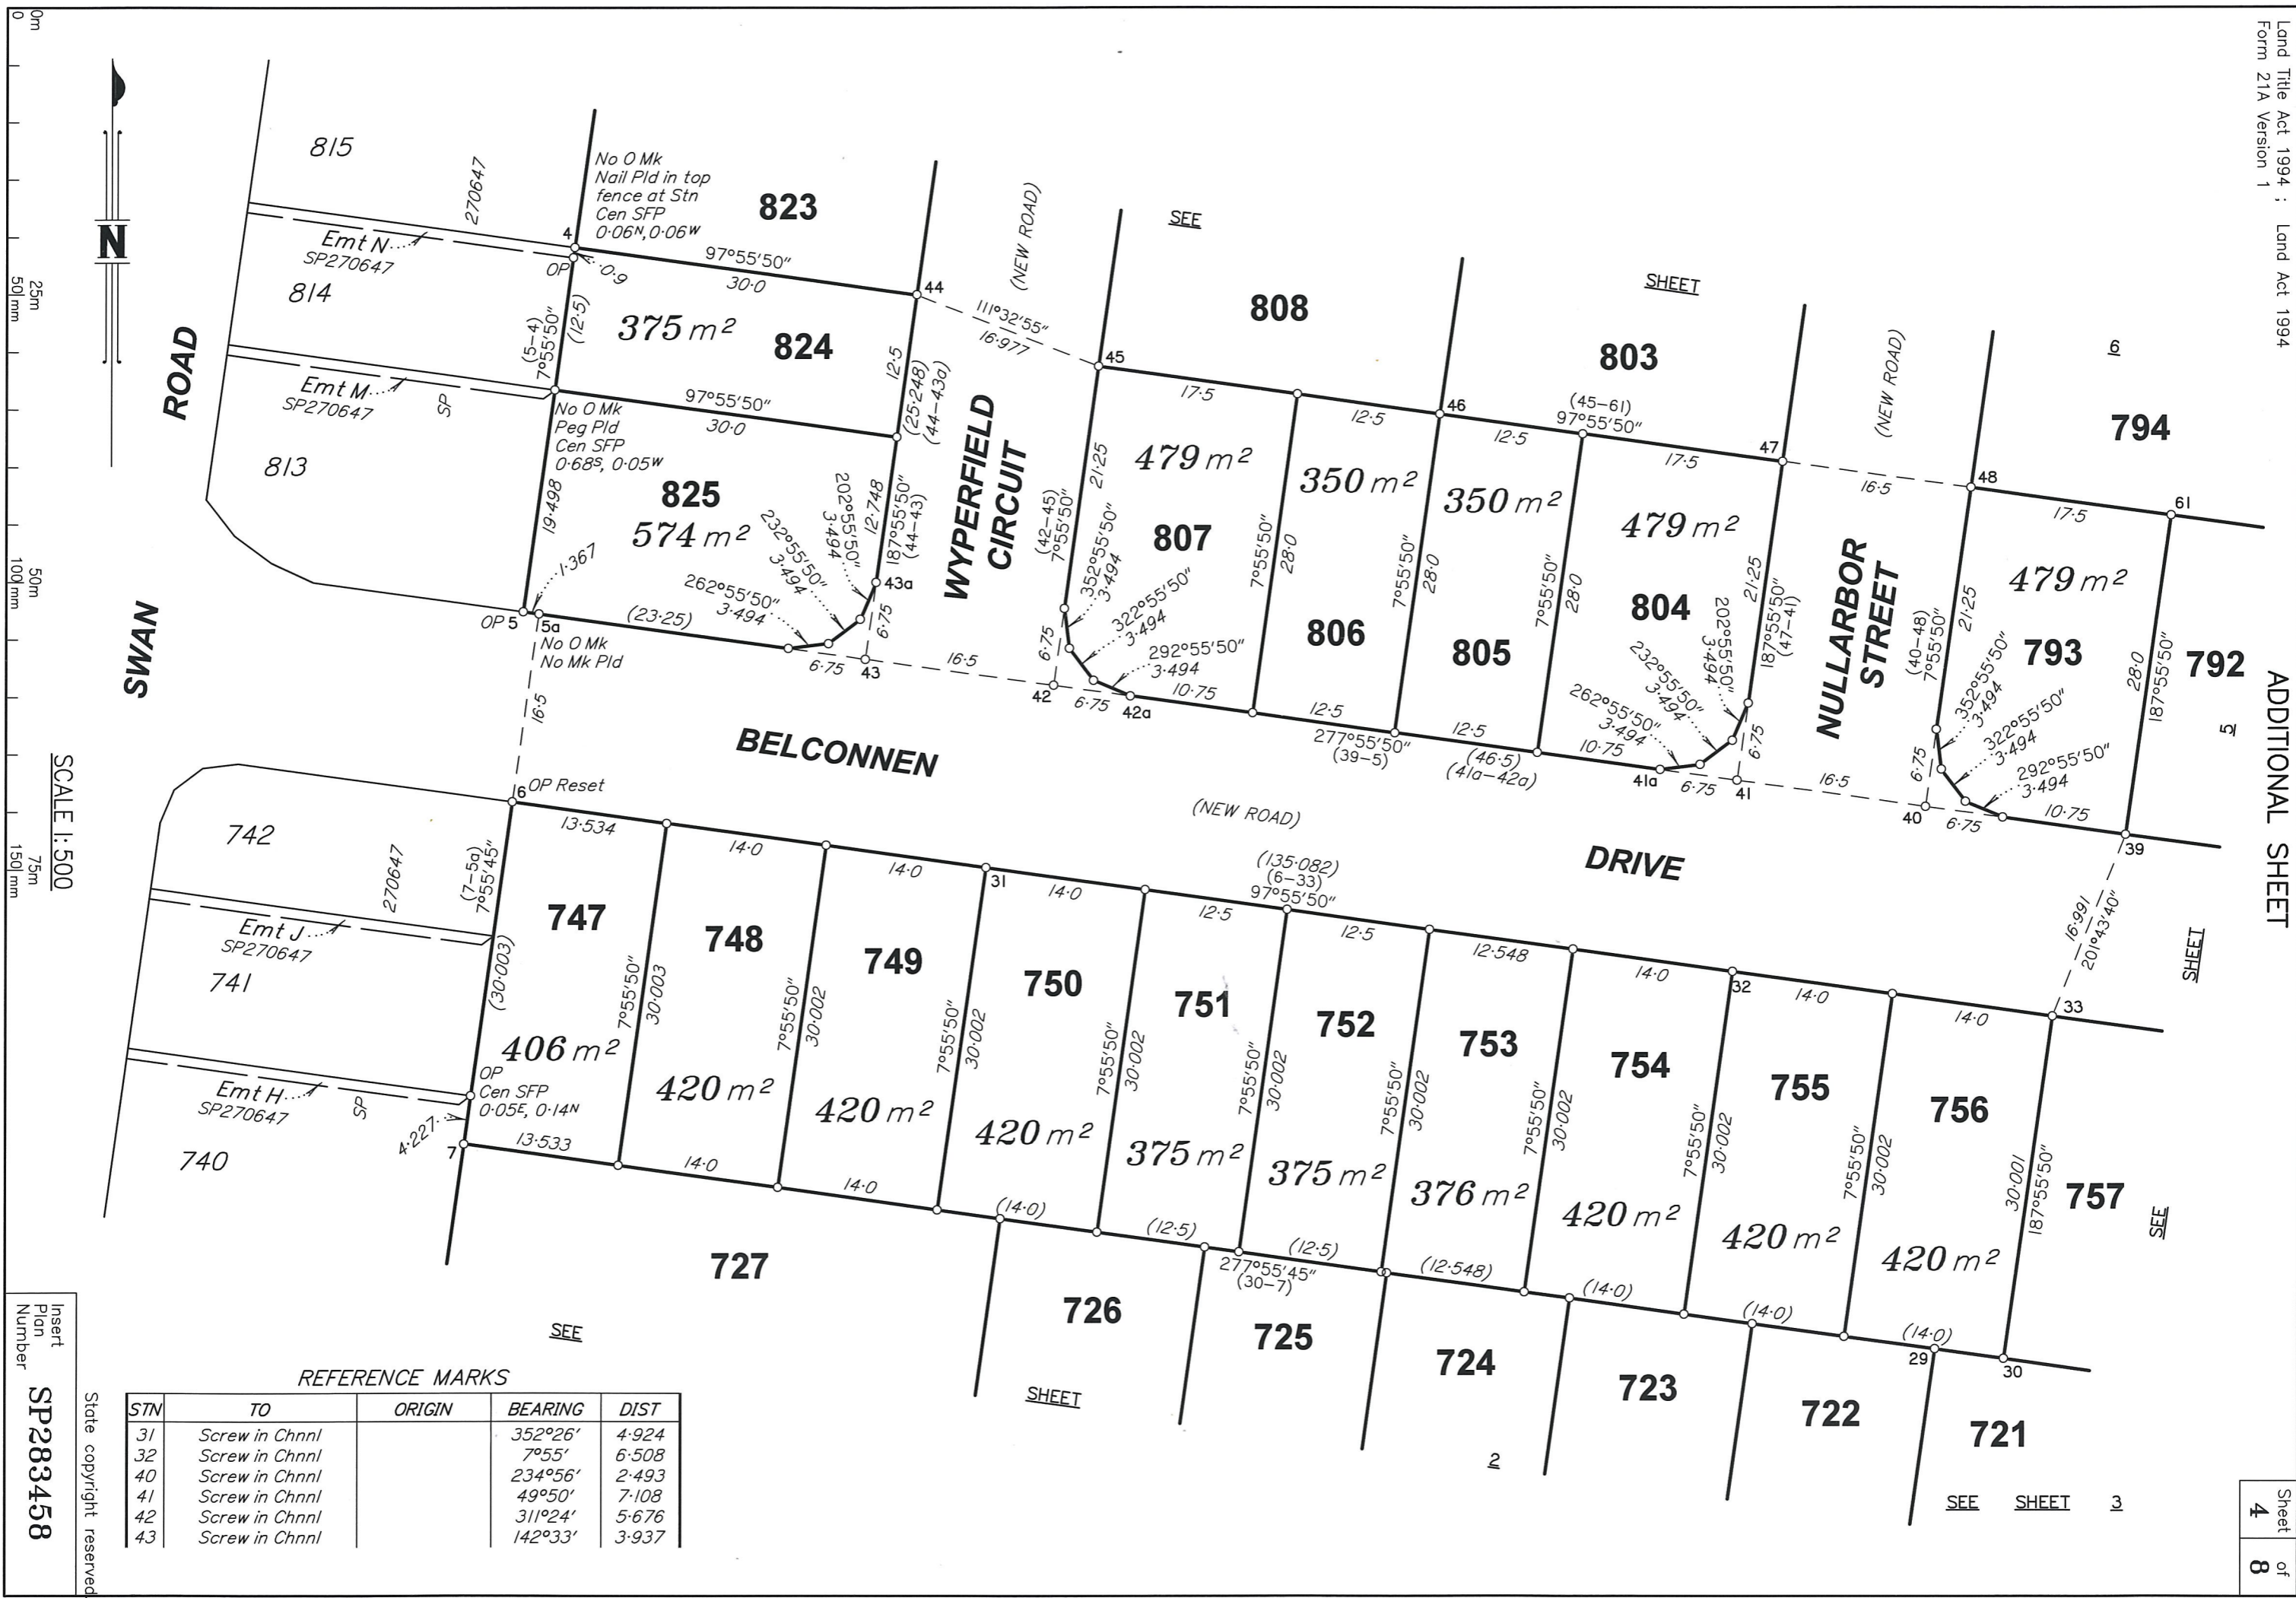 Land Title Act 1994 ; Land Act 1994
Form 21A Version 1
ADDITIONAL SHEET
Sheet 4 of 8
0m 25m 50m 75m
0 50mm 100mm 150mm
SCALE 1:500
N
SWAN ROAD
815
270647
Emt N
SP270647
814
Emt M
SP270647
SP
813
4
No O Mk
Nail Pld in top
fence at Stn
Cen SFP
0·06N, 0·06W
OP
0·9
823
97°55'50"
30·0
44
(5-4)
7°55'50"
(12·5)
375 m²
824
12·5
(25·248)
(44-43a)
97°55'50"
30·0
No O Mk
Peg Pld
Cen SFP
0·68S, 0·05W
19·498
825
574 m²
1·367
12·748
187°55'50"
(44-43)
202°55'50"
3·494
232°55'50"
3·494
262°55'50"
3·494
43a
6·75
OP 5
5a
No O Mk
No Mk Pld
(23·25)
6·75
43
16·5
16·5
WYPERFIELD
CIRCUIT
(NEW ROAD)
111°32'55"
16·977
45
SEE
808
SHEET
803
6
794
17·5
12·5
46
12·5
(45-61)
97°55'50"
17·5
47
16·5
48
17·5
61
(42-45)
7°55'50"
21·25
479 m²
807
352°55'50"
3·494
322°55'50"
3·494
292°55'50"
3·494
6·75
42
6·75
42a
10·75
7°55'50"
28·0
350 m²
806
12·5
277°55'50"
(39-5)
7°55'50"
28·0
350 m²
805
12·5
(46·5)
(41a-42a)
7°55'50"
28·0
479 m²
804
10·75
21·25
187°55'50"
(47-41)
202°55'50"
3·494
232°55'50"
3·494
262°55'50"
3·494
41a
6·75
6·75
41
16·5
NULLARBOR
STREET
(NEW ROAD)
(40-48)
7°55'50"
21·25
479 m²
793
352°55'50"
3·494
322°55'50"
3·494
292°55'50"
3·494
6·75
40
6·75
10·75
28·0
187°55'50"
792
5
39
16·991
201°43'40"
SHEET
BELCONNEN DRIVE
(NEW ROAD)
(135·082)
(6-33)
97°55'50"
6
OP Reset
742
270647
Emt J
SP270647
741
Emt H
SP270647
SP
740
(7-5a)
7°55'45"
(30·003)
OP
Cen SFP
0·05E, 0·14N
4·227
7
13·534
747
406 m²
13·533
7°55'50"
30·003
14·0
748
420 m²
14·0
7°55'50"
30·002
14·0
749
420 m²
14·0
31
7°55'50"
30·002
14·0
750
420 m²
(14·0)
7°55'50"
30·002
12·5
751
375 m²
(12·5)
7°55'50"
30·002
12·5
752
375 m²
(12·5)
277°55'45"
(30-7)
7°55'50"
30·002
12·548
753
376 m²
(12·548)
7°55'50"
30·002
14·0
754
420 m²
(14·0)
32
7°55'50"
30·002
14·0
755
420 m²
(14·0)
7°55'50"
30·002
14·0
756
420 m²
(14·0)
33
30·001
187°55'50"
757
SEE
29
30
727
726
725
724
723
722
721
SEE
SHEET
2
SEE SHEET 3
REFERENCE MARKS
STN TO ORIGIN BEARING DIST
31 Screw in Chnnl 352°26' 4·924
32 Screw in Chnnl 7°55' 6·508
40 Screw in Chnnl 234°56' 2·493
41 Screw in Chnnl 49°50' 7·108
42 Screw in Chnnl 311°24' 5·676
43 Screw in Chnnl 142°33' 3·937
State copyright reserved.
Insert
Plan
Number
SP283458